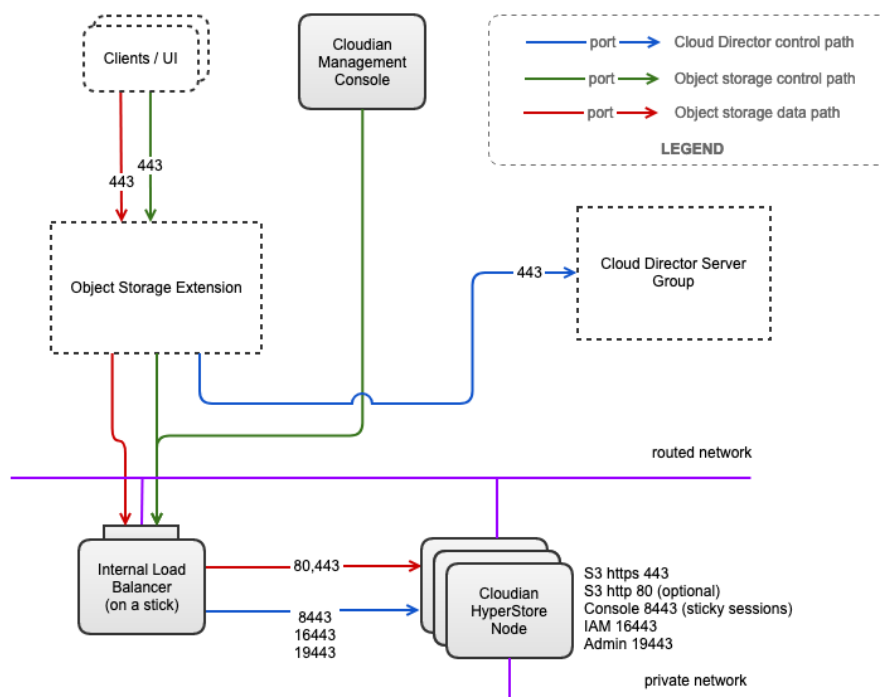 Clients / UI
Cloudian
Management
Console
port
Cloud Director control path
port
Object storage control path
port
Object storage data path
LEGEND
443
443
Object Storage Extension
443
Cloud Director Server
Group
routed network
Internal Load
Balancer
(on a stick)
80,443
8443
16443
19443
Cloudian
HyperStore
Node
S3 https 443
S3 http 80 (optional)
Console 8443 (sticky sessions)
IAM 16443
Admin 19443
private network